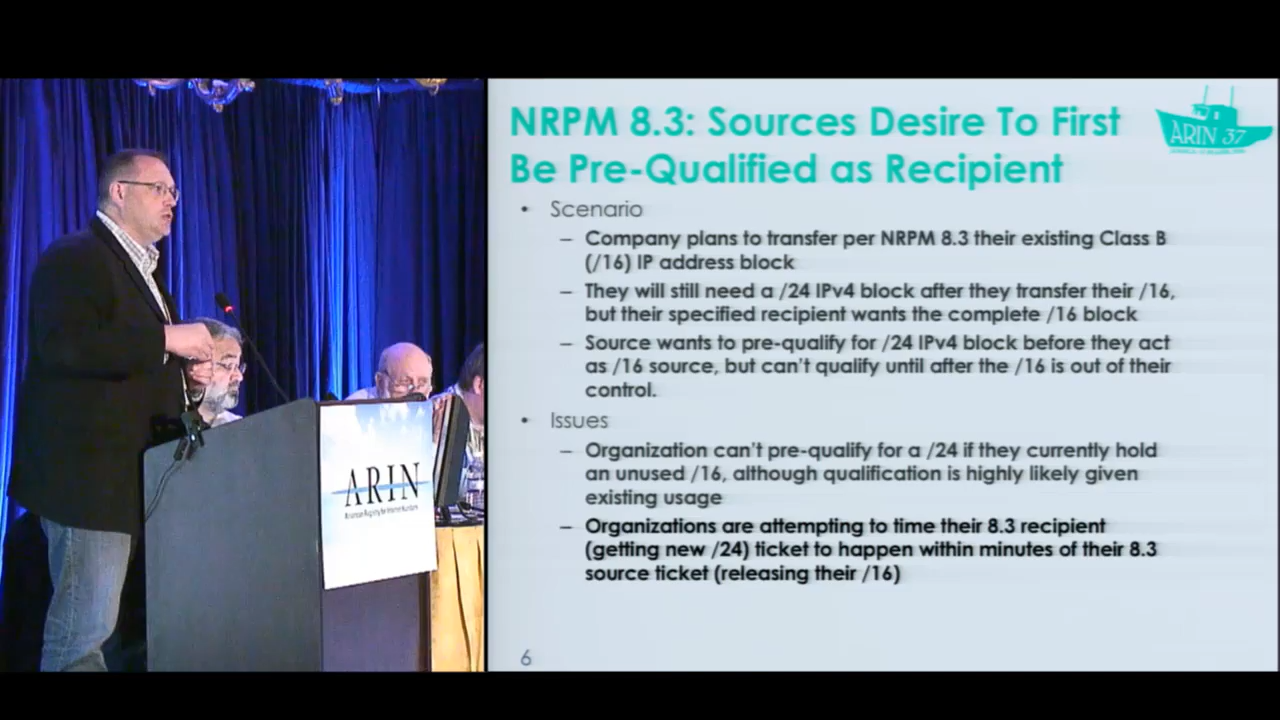 NRPM 8.3: Sources Desire To First
Be Pre-Qualified as Recipient
ARIN 37
• Scenario
– Company plans to transfer per NRPM 8.3 their existing Class B
(/16) IP address block
– They will still need a /24 IPv4 block after they transfer their /16,
but their specified recipient wants the complete /16 block
– Source wants to pre-qualify for /24 IPv4 block before they act
as /16 source, but can't qualify until after the /16 is out of their
control.
• Issues
– Organization can't pre-qualify for a /24 if they currently hold
an unused /16, although qualification is highly likely given
existing usage
– Organizations are attempting to time their 8.3 recipient
(getting new /24) ticket to happen within minutes of their 8.3
source ticket (releasing their /16)
6
ARIN
American Registry for Internet Numbers